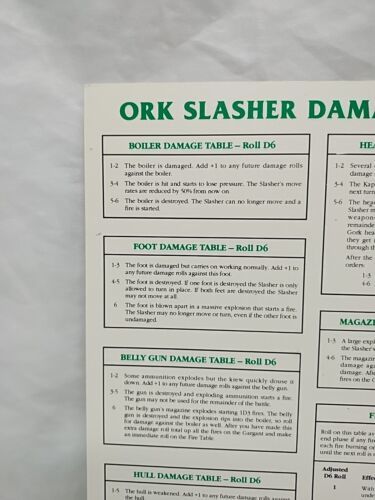 ORK SLASHER DAMA
BOILER DAMAGE TABLE – Roll D6
1-2 The boiler is damaged. Add +1 to any future damage rolls
against the boiler.
3-4 The boiler is hit and starts to lose pressure. The Slasher's move
rates are reduced by 50% from now on
5-6 The boiler is destroyed. The Slasher can no longer move and a
fire is started.
FOOT DAMAGE TABLE – Roll D6
1-3 The foot is damaged but carries on working normally. Add +1 to
any future damage rolls against this foot.
4-5 The foot is destroyed. If one foot is destroyed the Slasher is only
allowed to turn in place. If both feet are destroyed the Slasher
may not move at all.
6 The foot is blown apart in a massive explosion that starts a fire.
The Slasher may no longer move or turn, even if the other foot is
undamaged.
BELLY GUN DAMAGE TABLE – Roll D6
1-2 Some ammunition explodes but the krew quickly douse it
down. Add +1 to any future damage rolls against the belly gun.
3-5 The gun is destroyed and exploding ammunition starts a fire.
The gun may not be used for the remainder of the battle.
6 The belly gun's magazine explodes starting 1D3 fires. The belly
gun is destroyed and the explosion rips into the boiler, so roll
for damage against the boiler as well. After you have made this
extra damage roll total up all the fires on the Gargant and make
an immediate roll on the Fire Table
HULL DAMAGE TABLE – Roll D6
1-3 The hull is weakened. Add +1 to any future damage rolls against
the hull.
HEA
1-2 Several
damage
3-4 The Kap
next turn
5-6 The hea
Slasher m
weapons
remainder
Gork hea
they get
through th
After the
orders:
1-3
4-6
MAGAZI
1-3 A large expl
the Slasher's
4-6 The magazin
damage aga
damage. Afte
fires on the G
F
Roll on this table as
end phase if any fire
each fire burning or
until the next roll is
Adjusted
D6 Roll Effec
1 Wait